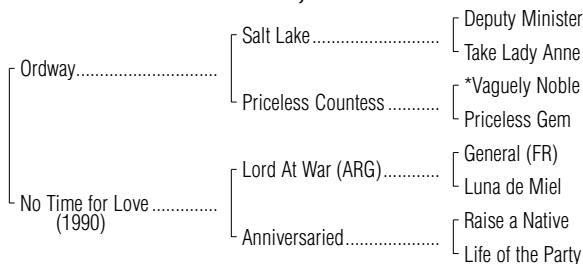 Deputy Minister
Salt Lake..............................
Take Lady Anne
Ordway.................................
*Vaguely Noble
Priceless Countess ............
Priceless Gem
General (FR)
Lord At War (ARG).............
Luna de Miel
No Time for Love ...............
(1990)
Raise a Native
Anniversaried......................
Life of the Party